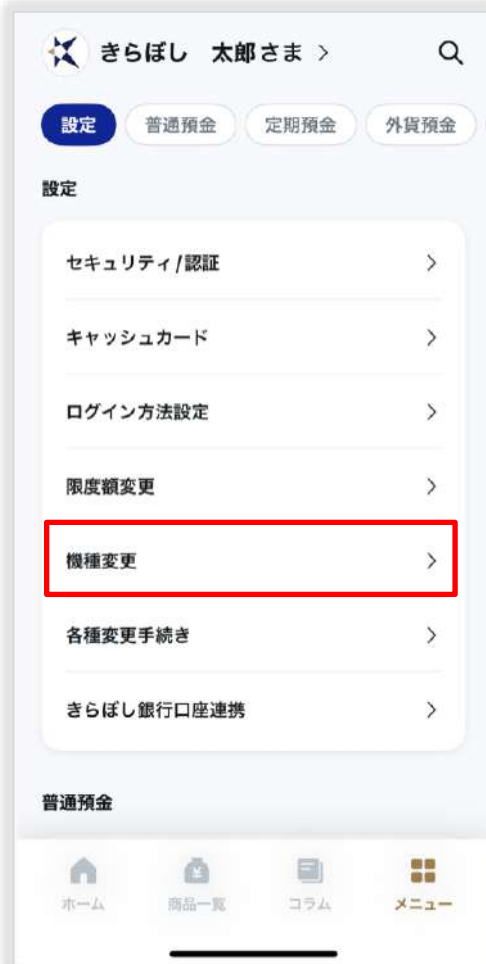 きらぼし　太郎さま
設定 普通預金 定期預金 外貨預金
設定
セキュリティ/認証
キャッシュカード
ログイン方法設定
限度額変更
機種変更
各種変更手続き
きらぼし銀行口座連携
普通預金
ホーム 商品一覧 コラム メニュー